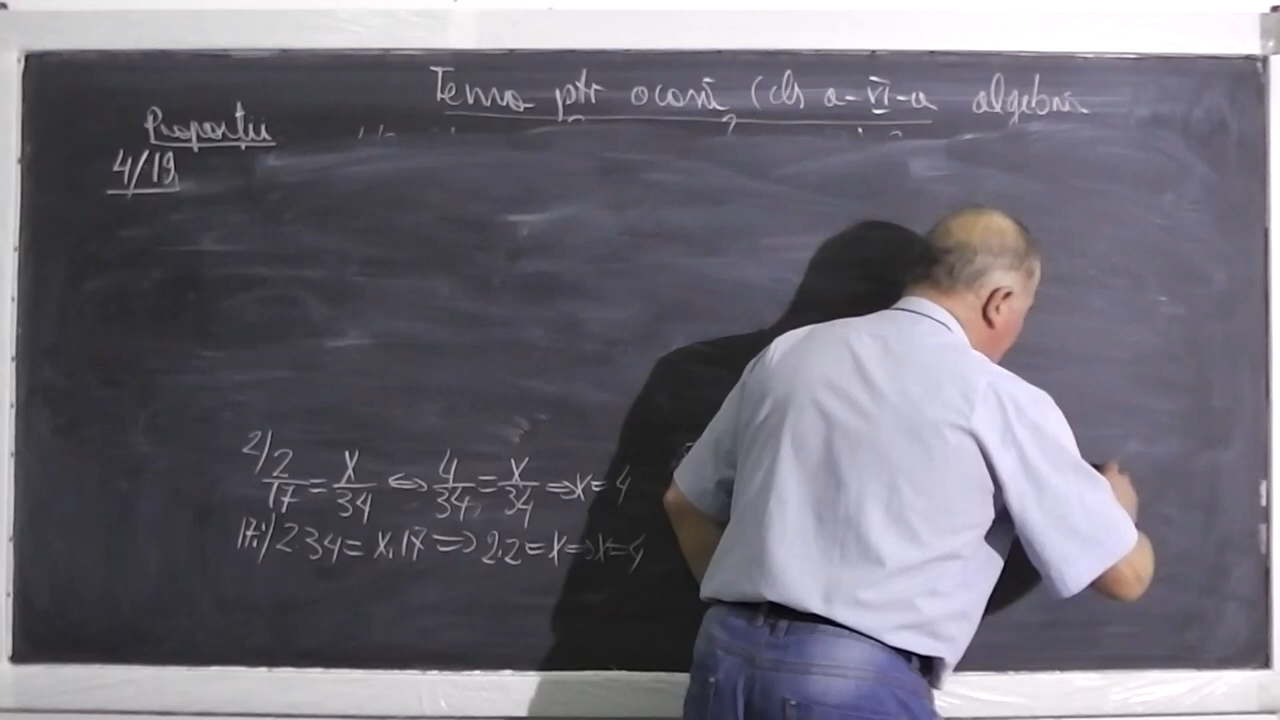 Tema ptr acasă (cls a-VI-a algebră
Proporții
4/19
2/ 2/17 = x/34 ⇔ 4/34 = x/34 ⇒ x = 4
17:/ 2·34 = x·17 ⇒ 2·2 = x ⇒ x = 4